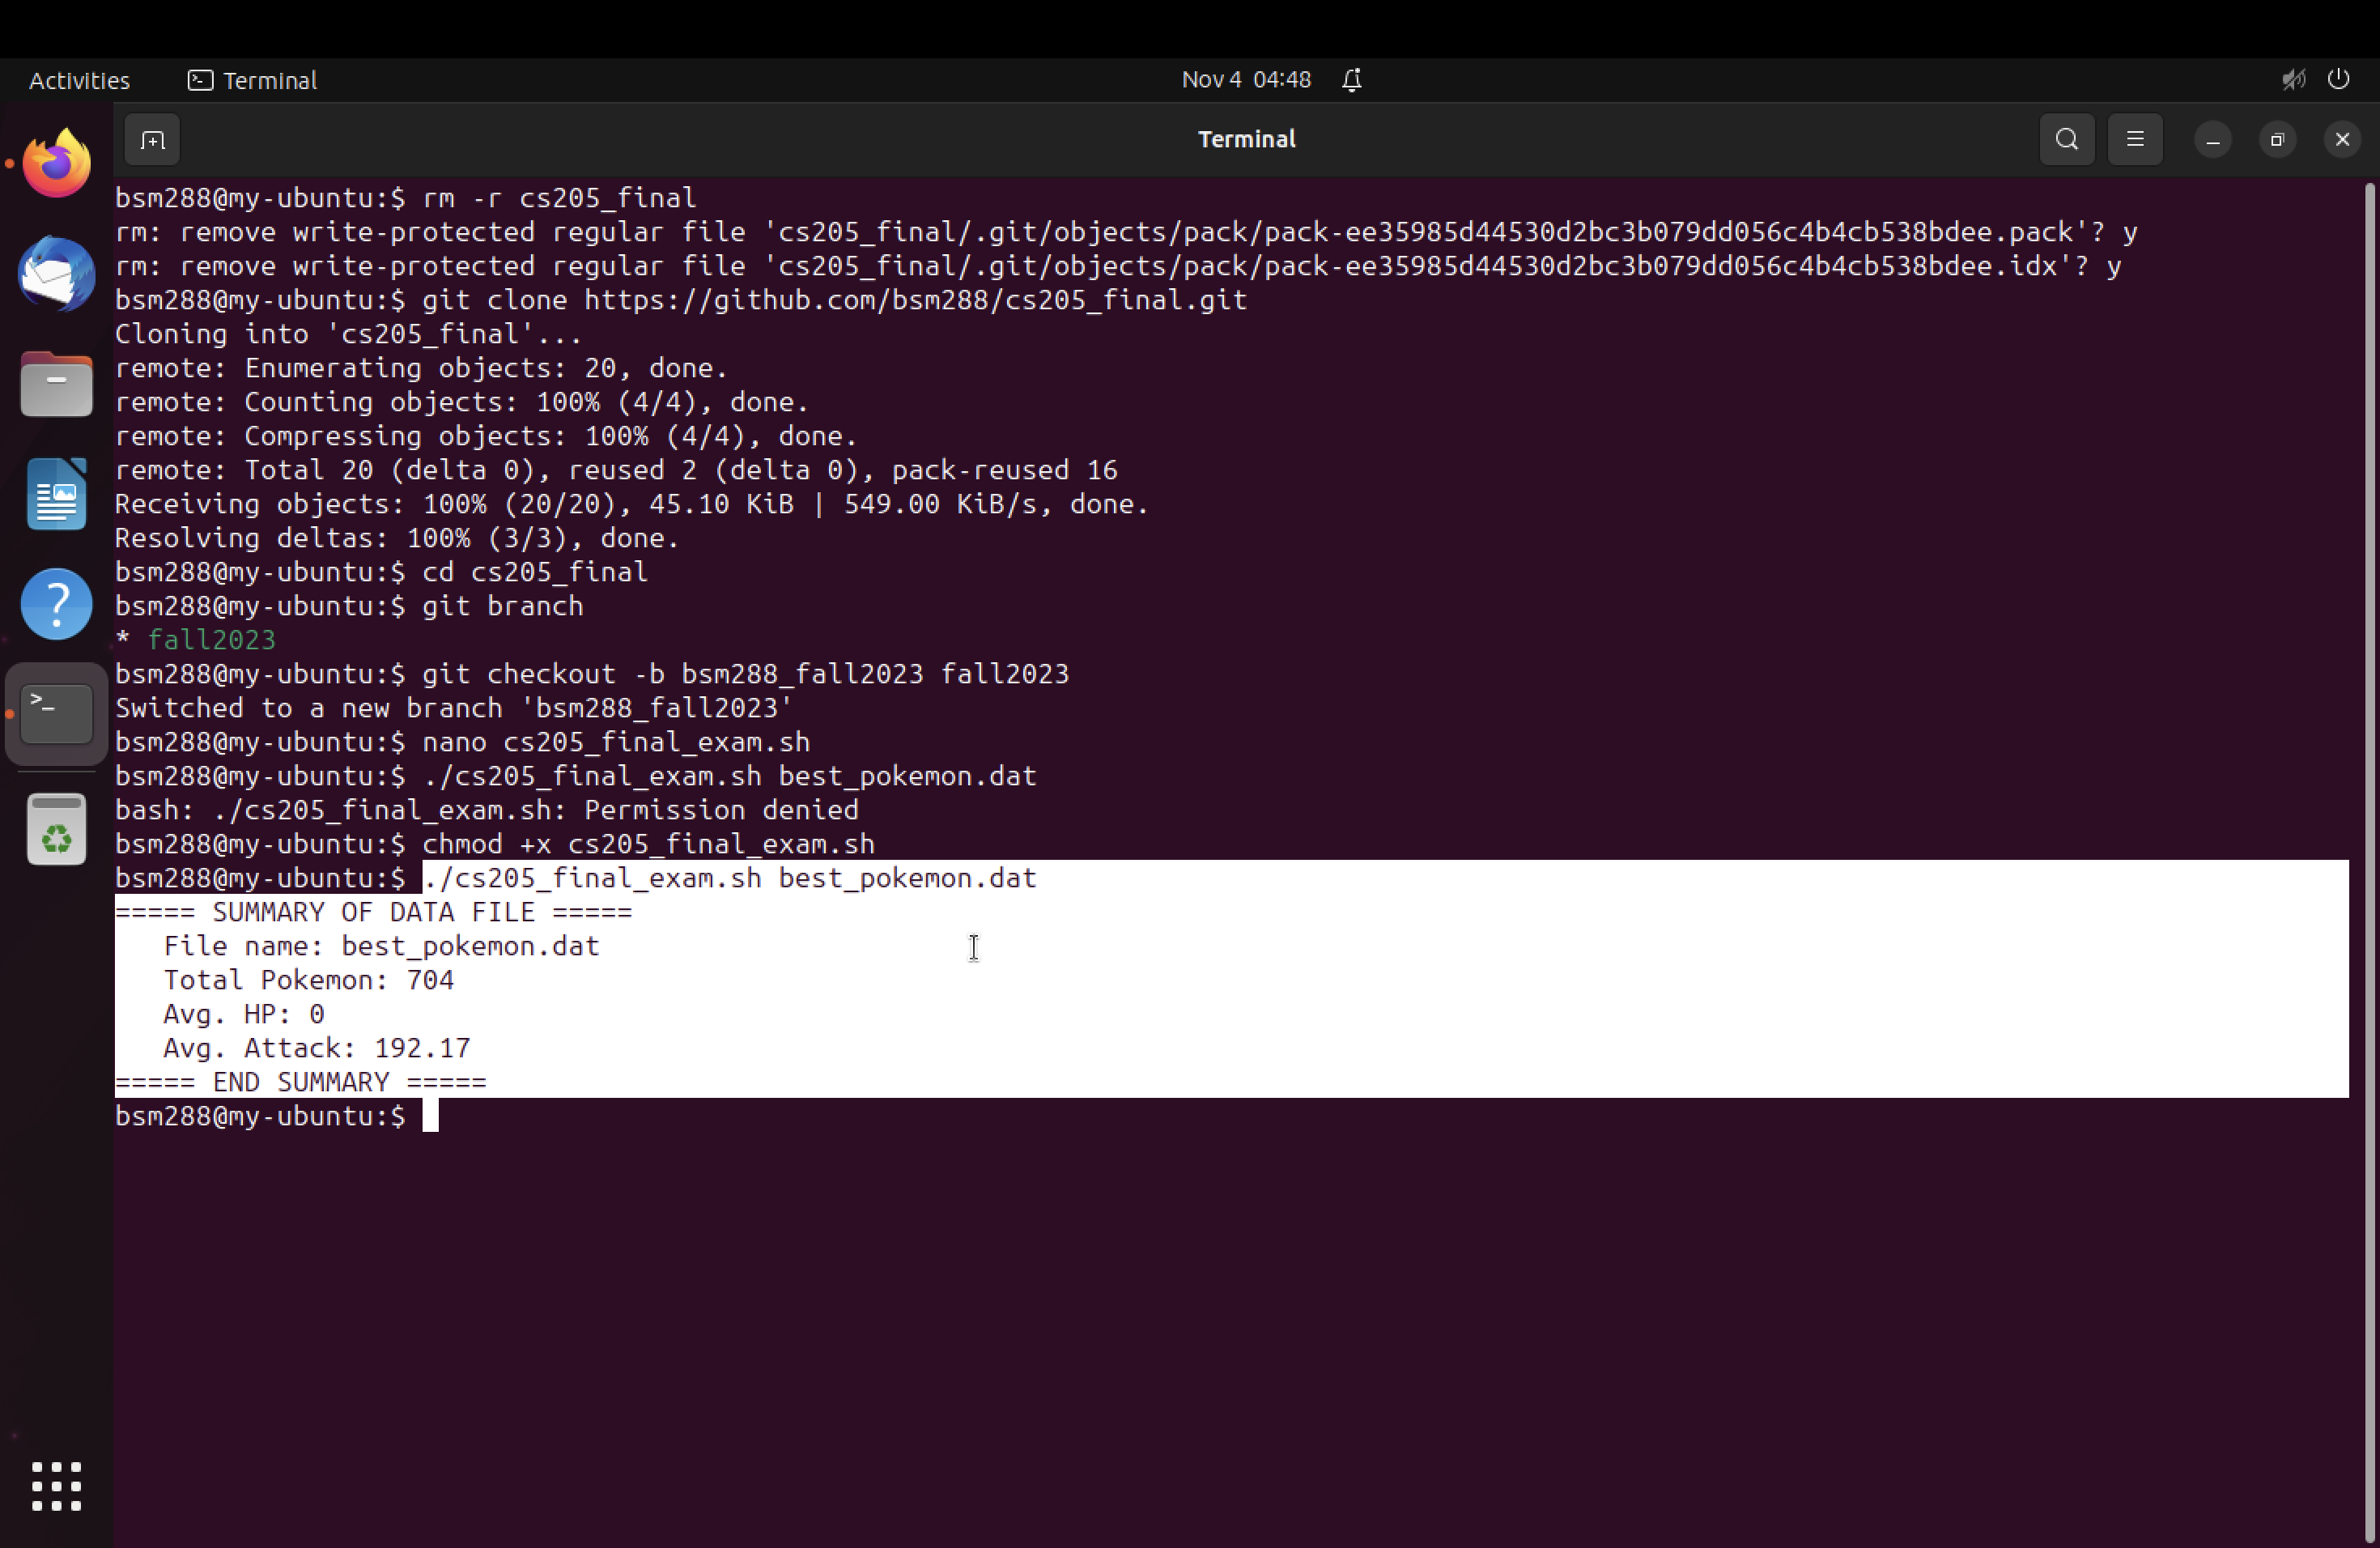 Activities Terminal Nov 4 04:48
Terminal
bsm288@my-ubuntu:$ rm -r cs205_final
rm: remove write-protected regular file 'cs205_final/.git/objects/pack/pack-ee35985d44530d2bc3b079dd056c4b4cb538bdee.pack'? y
rm: remove write-protected regular file 'cs205_final/.git/objects/pack/pack-ee35985d44530d2bc3b079dd056c4b4cb538bdee.idx'? y
bsm288@my-ubuntu:$ git clone https://github.com/bsm288/cs205_final.git
Cloning into 'cs205_final'...
remote: Enumerating objects: 20, done.
remote: Counting objects: 100% (4/4), done.
remote: Compressing objects: 100% (4/4), done.
remote: Total 20 (delta 0), reused 2 (delta 0), pack-reused 16
Receiving objects: 100% (20/20), 45.10 KiB | 549.00 KiB/s, done.
Resolving deltas: 100% (3/3), done.
bsm288@my-ubuntu:$ cd cs205_final
bsm288@my-ubuntu:$ git branch
* fall2023
bsm288@my-ubuntu:$ git checkout -b bsm288_fall2023 fall2023
Switched to a new branch 'bsm288_fall2023'
bsm288@my-ubuntu:$ nano cs205_final_exam.sh
bsm288@my-ubuntu:$ ./cs205_final_exam.sh best_pokemon.dat
bash: ./cs205_final_exam.sh: Permission denied
bsm288@my-ubuntu:$ chmod +x cs205_final_exam.sh
bsm288@my-ubuntu:$ ./cs205_final_exam.sh best_pokemon.dat
===== SUMMARY OF DATA FILE =====
   File name: best_pokemon.dat
   Total Pokemon: 704
   Avg. HP: 0
   Avg. Attack: 192.17
===== END SUMMARY =====
bsm288@my-ubuntu:$